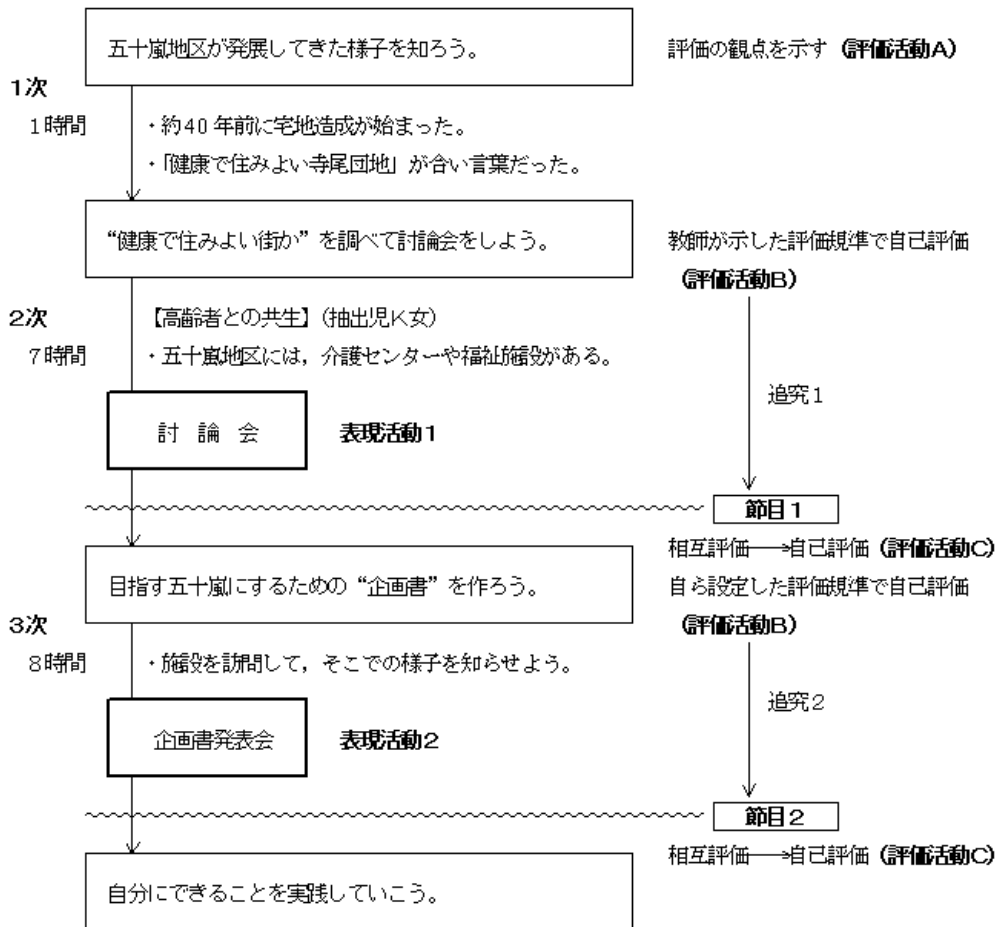 五十嵐地区が発展してきた様子を知ろう。
評価の観点を示す（評価活動A）
1次
1時間
・約40年前に宅地造成が始まった。
・「健康で住みよい寺尾団地」が合い言葉だった。
“健康で住みよい街か”を調べて討論会をしよう。
教師が示した評価規準で自己評価
（評価活動B）
2次
7時間
【高齢者との共生】（抽出児K女）
・五十嵐地区には，介護センターや福祉施設がある。
追究1
討論会
表現活動1
節目1
相互評価→自己評価（評価活動C）
目指す五十嵐にするための“企画書”を作ろう。
自ら設定した評価規準で自己評価
（評価活動B）
3次
8時間
・施設を訪問して，そこでの様子を知らせよう。
追究2
企画書発表会
表現活動2
節目2
相互評価→自己評価（評価活動C）
自分にできることを実践していこう。